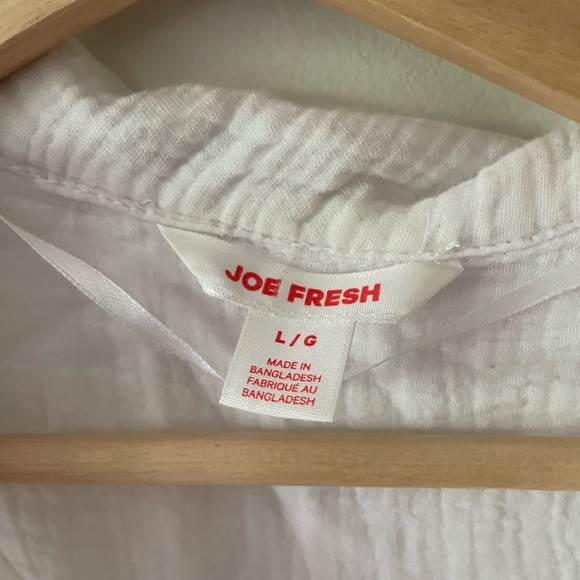 JOE FRESH
L / G
MADE IN
BANGLADESH
FABRIQUÉ AU
BANGLADESH